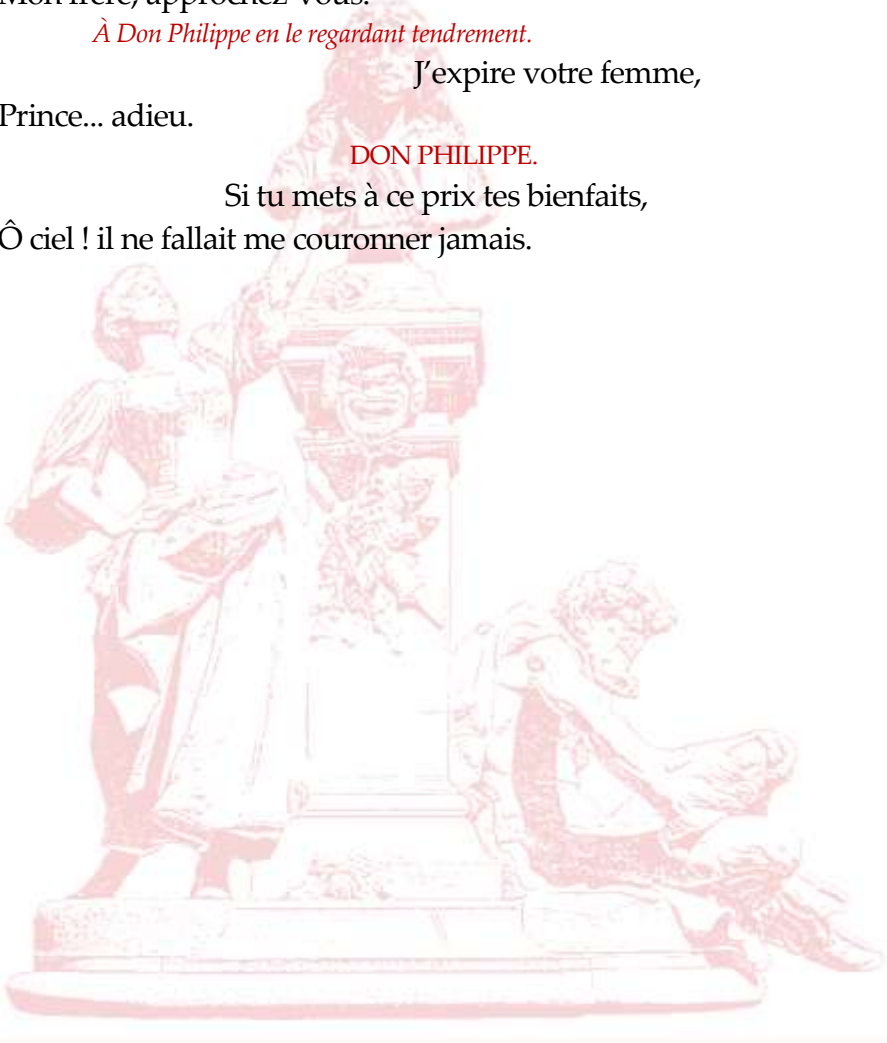 Mon frère, approchez-vous.
À Don Philippe en le regardant tendrement.
J’expire votre femme,
Prince... adieu.
DON PHILIPPE.
Si tu mets à ce prix tes bienfaits,
Ô ciel ! il ne fallait me couronner jamais.